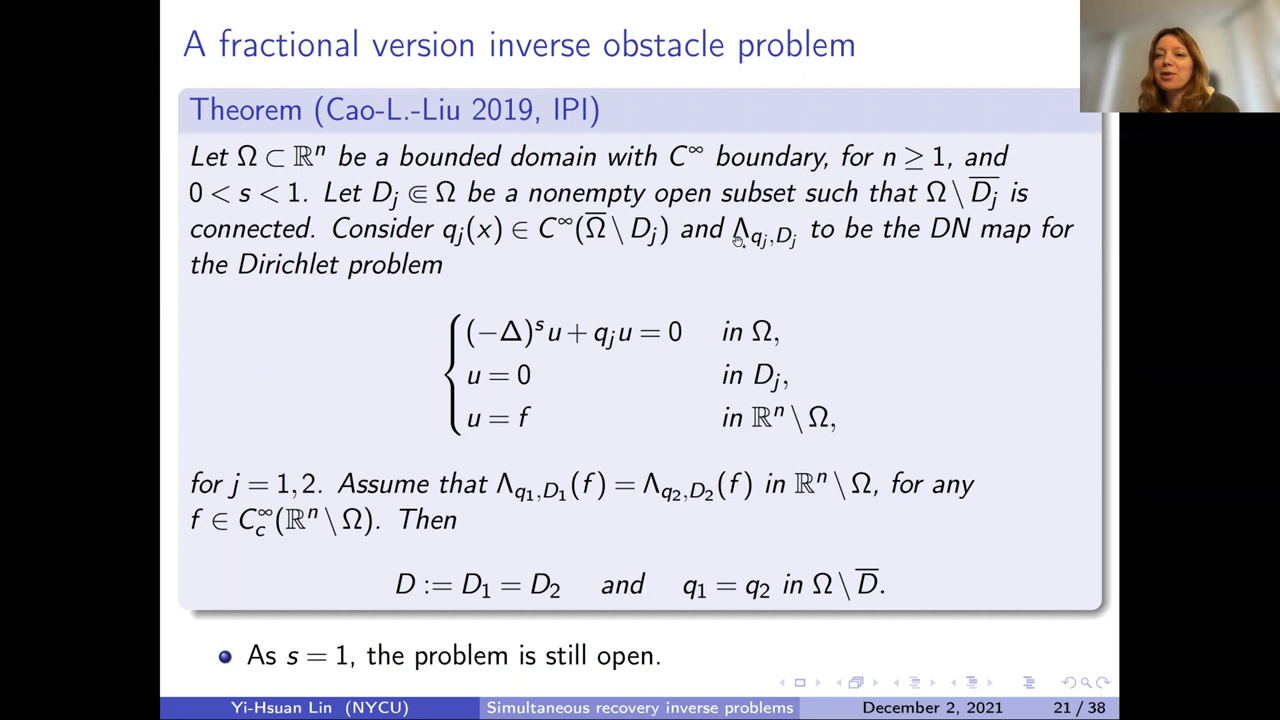 A fractional version inverse obstacle problem
Theorem (Cao-L.-Liu 2019, IPI)
Let Ω ⊂ ℝⁿ be a bounded domain with C^∞ boundary, for n ≥ 1, and
0 < s < 1. Let D_j ⋐ Ω be a nonempty open subset such that Ω \ \overline{D_j} is
connected. Consider q_j(x) ∈ C^∞(\overline{Ω} \ D_j) and Λ_{q_j,D_j} to be the DN map for
the Dirichlet problem
(−Δ)^s u + q_j u = 0 in Ω,
u = 0 in D_j,
u = f in ℝⁿ \ Ω,
for j = 1, 2. Assume that Λ_{q_1,D_1}(f) = Λ_{q_2,D_2}(f) in ℝⁿ \ Ω, for any
f ∈ C_c^∞(ℝⁿ \ Ω). Then
D := D_1 = D_2 and q_1 = q_2 in Ω \ \overline{D}.
As s = 1, the problem is still open.
Yi-Hsuan Lin (NYCU) Simultaneous recovery inverse problems December 2, 2021 21 / 38